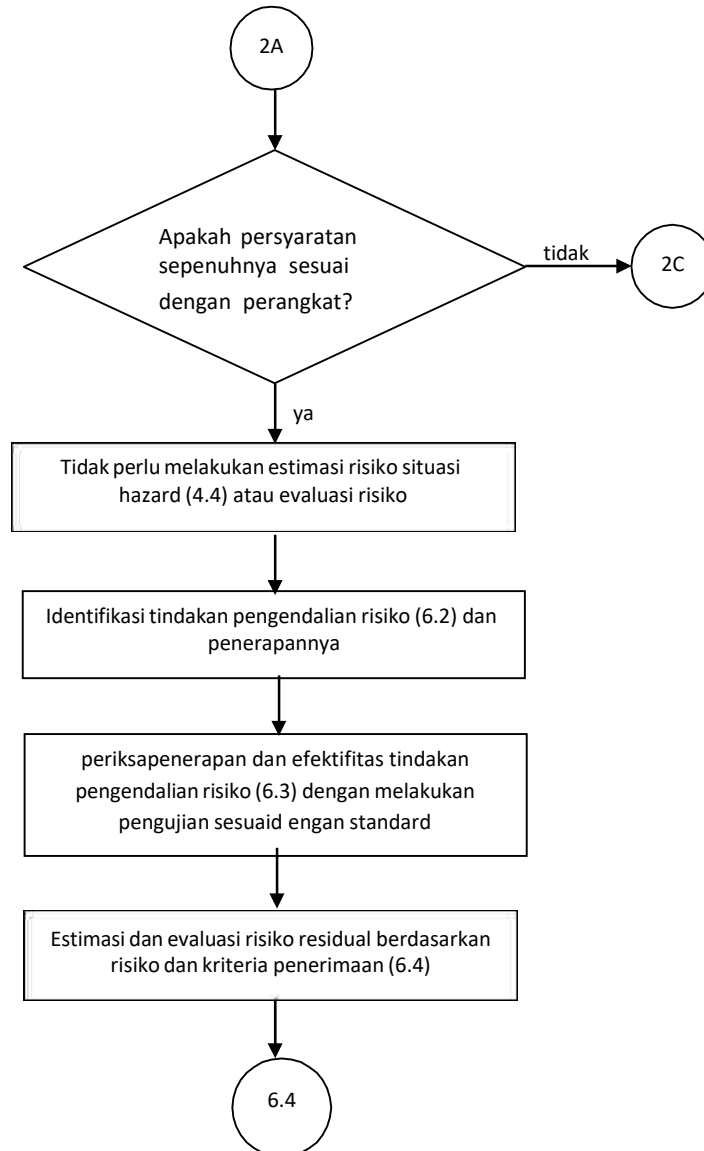 2A
Apakah persyaratan
sepenuhnya sesuai
dengan perangkat?
tidak
2C
ya
Tidak perlu melakukan estimasi risiko situasi
hazard (4.4) atau evaluasi risiko
Identifikasi tindakan pengendalian risiko (6.2) dan
penerapannya
periksapenerapan dan efektifitas tindakan
pengendalian risiko (6.3) dengan melakukan
pengujian sesuaid engan standard
Estimasi dan evaluasi risiko residual berdasarkan
risiko dan kriteria penerimaan (6.4)
6.4